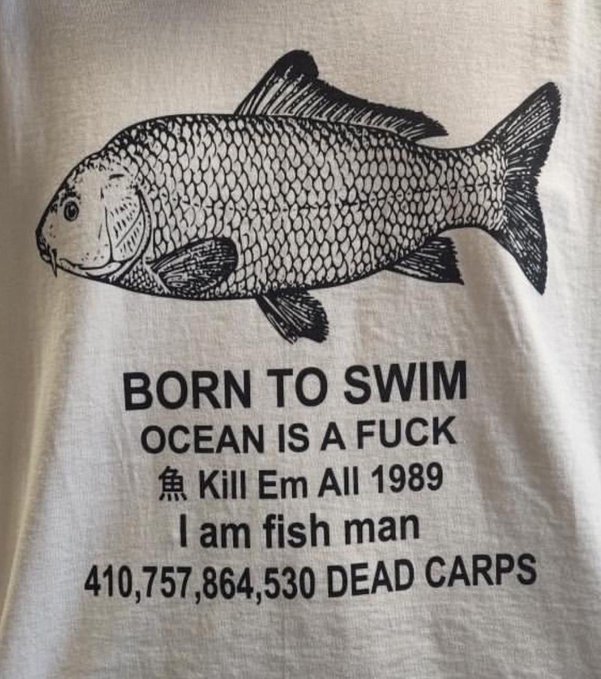 BORN TO SWIM
OCEAN IS A FUCK
魚 Kill Em All 1989
I am fish man
410,757,864,530 DEAD CARPS